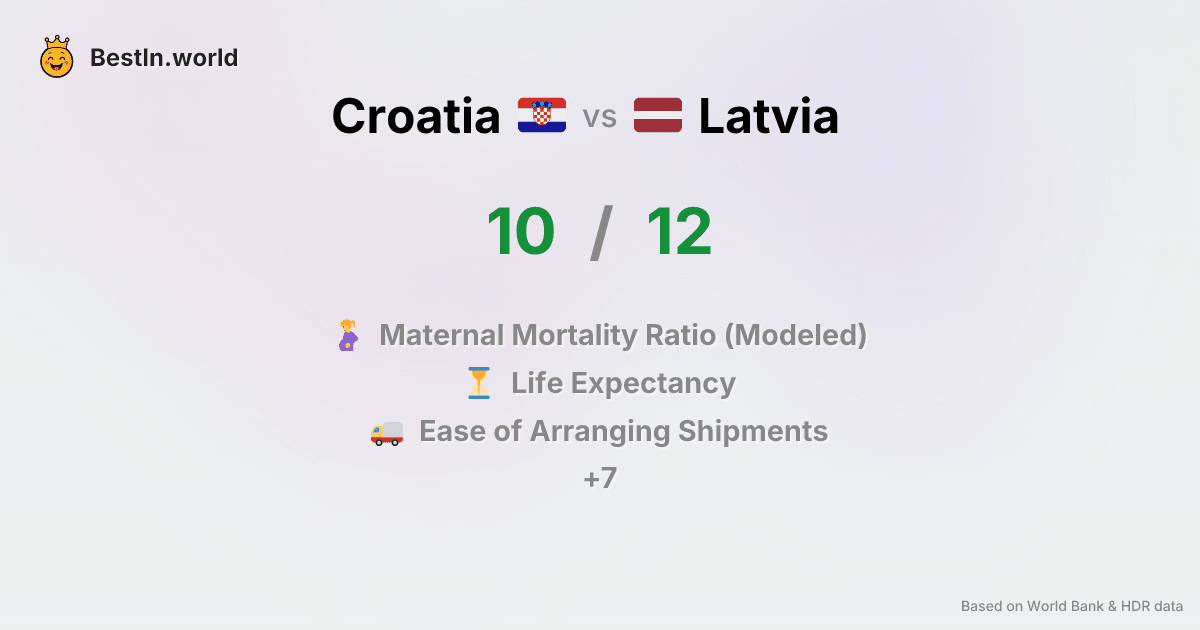 BestIn.world
Croatia vs Latvia
10 / 12
Maternal Mortality Ratio (Modeled)
Life Expectancy
Ease of Arranging Shipments
+7
Based on World Bank & HDR data